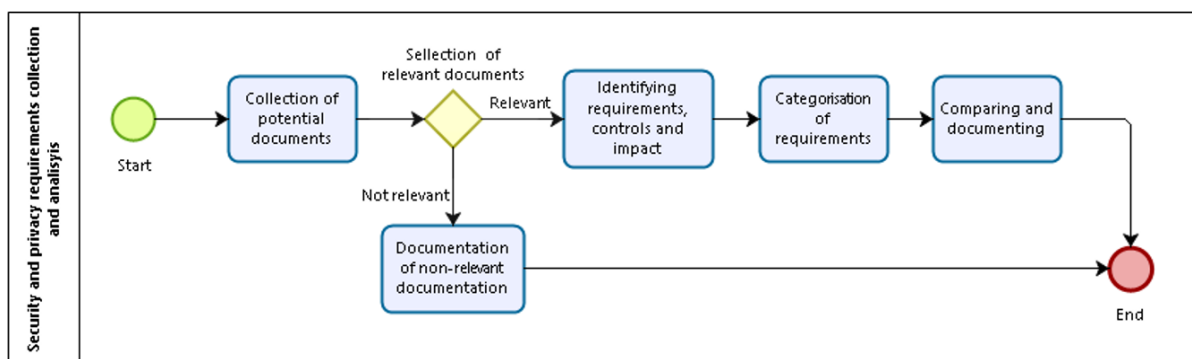 Security and privacy requirements collection
and analisyis
Start
Collection of
potential
documents
Sellection of
relevant documents
Relevant
Not relevant
Identifying
requirements,
controls and
impact
Categorisation
of
requirements
Comparing and
documenting
Documentation
of non-relevant
documentation
End